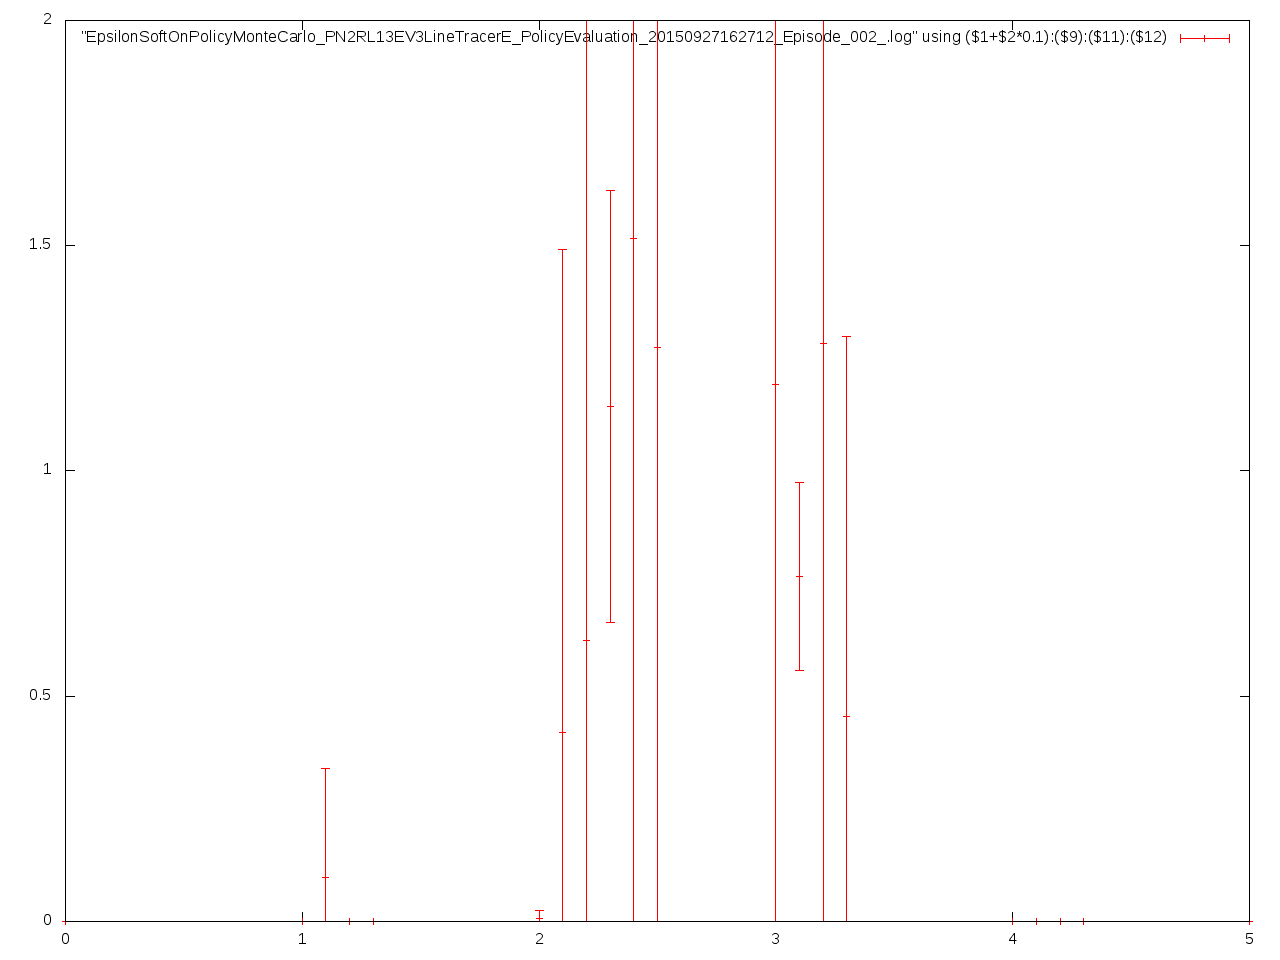 2
"EpsilonSoftOnPolicyMonteCarlo_PN2RL13EV3LineTracerE_PolicyEvaluation_20150927162712_Episode_002_.log" using ($1+$2*0.1):($9):($11):($12)
1.5
1
0.5
0
0 1 2 3 4 5